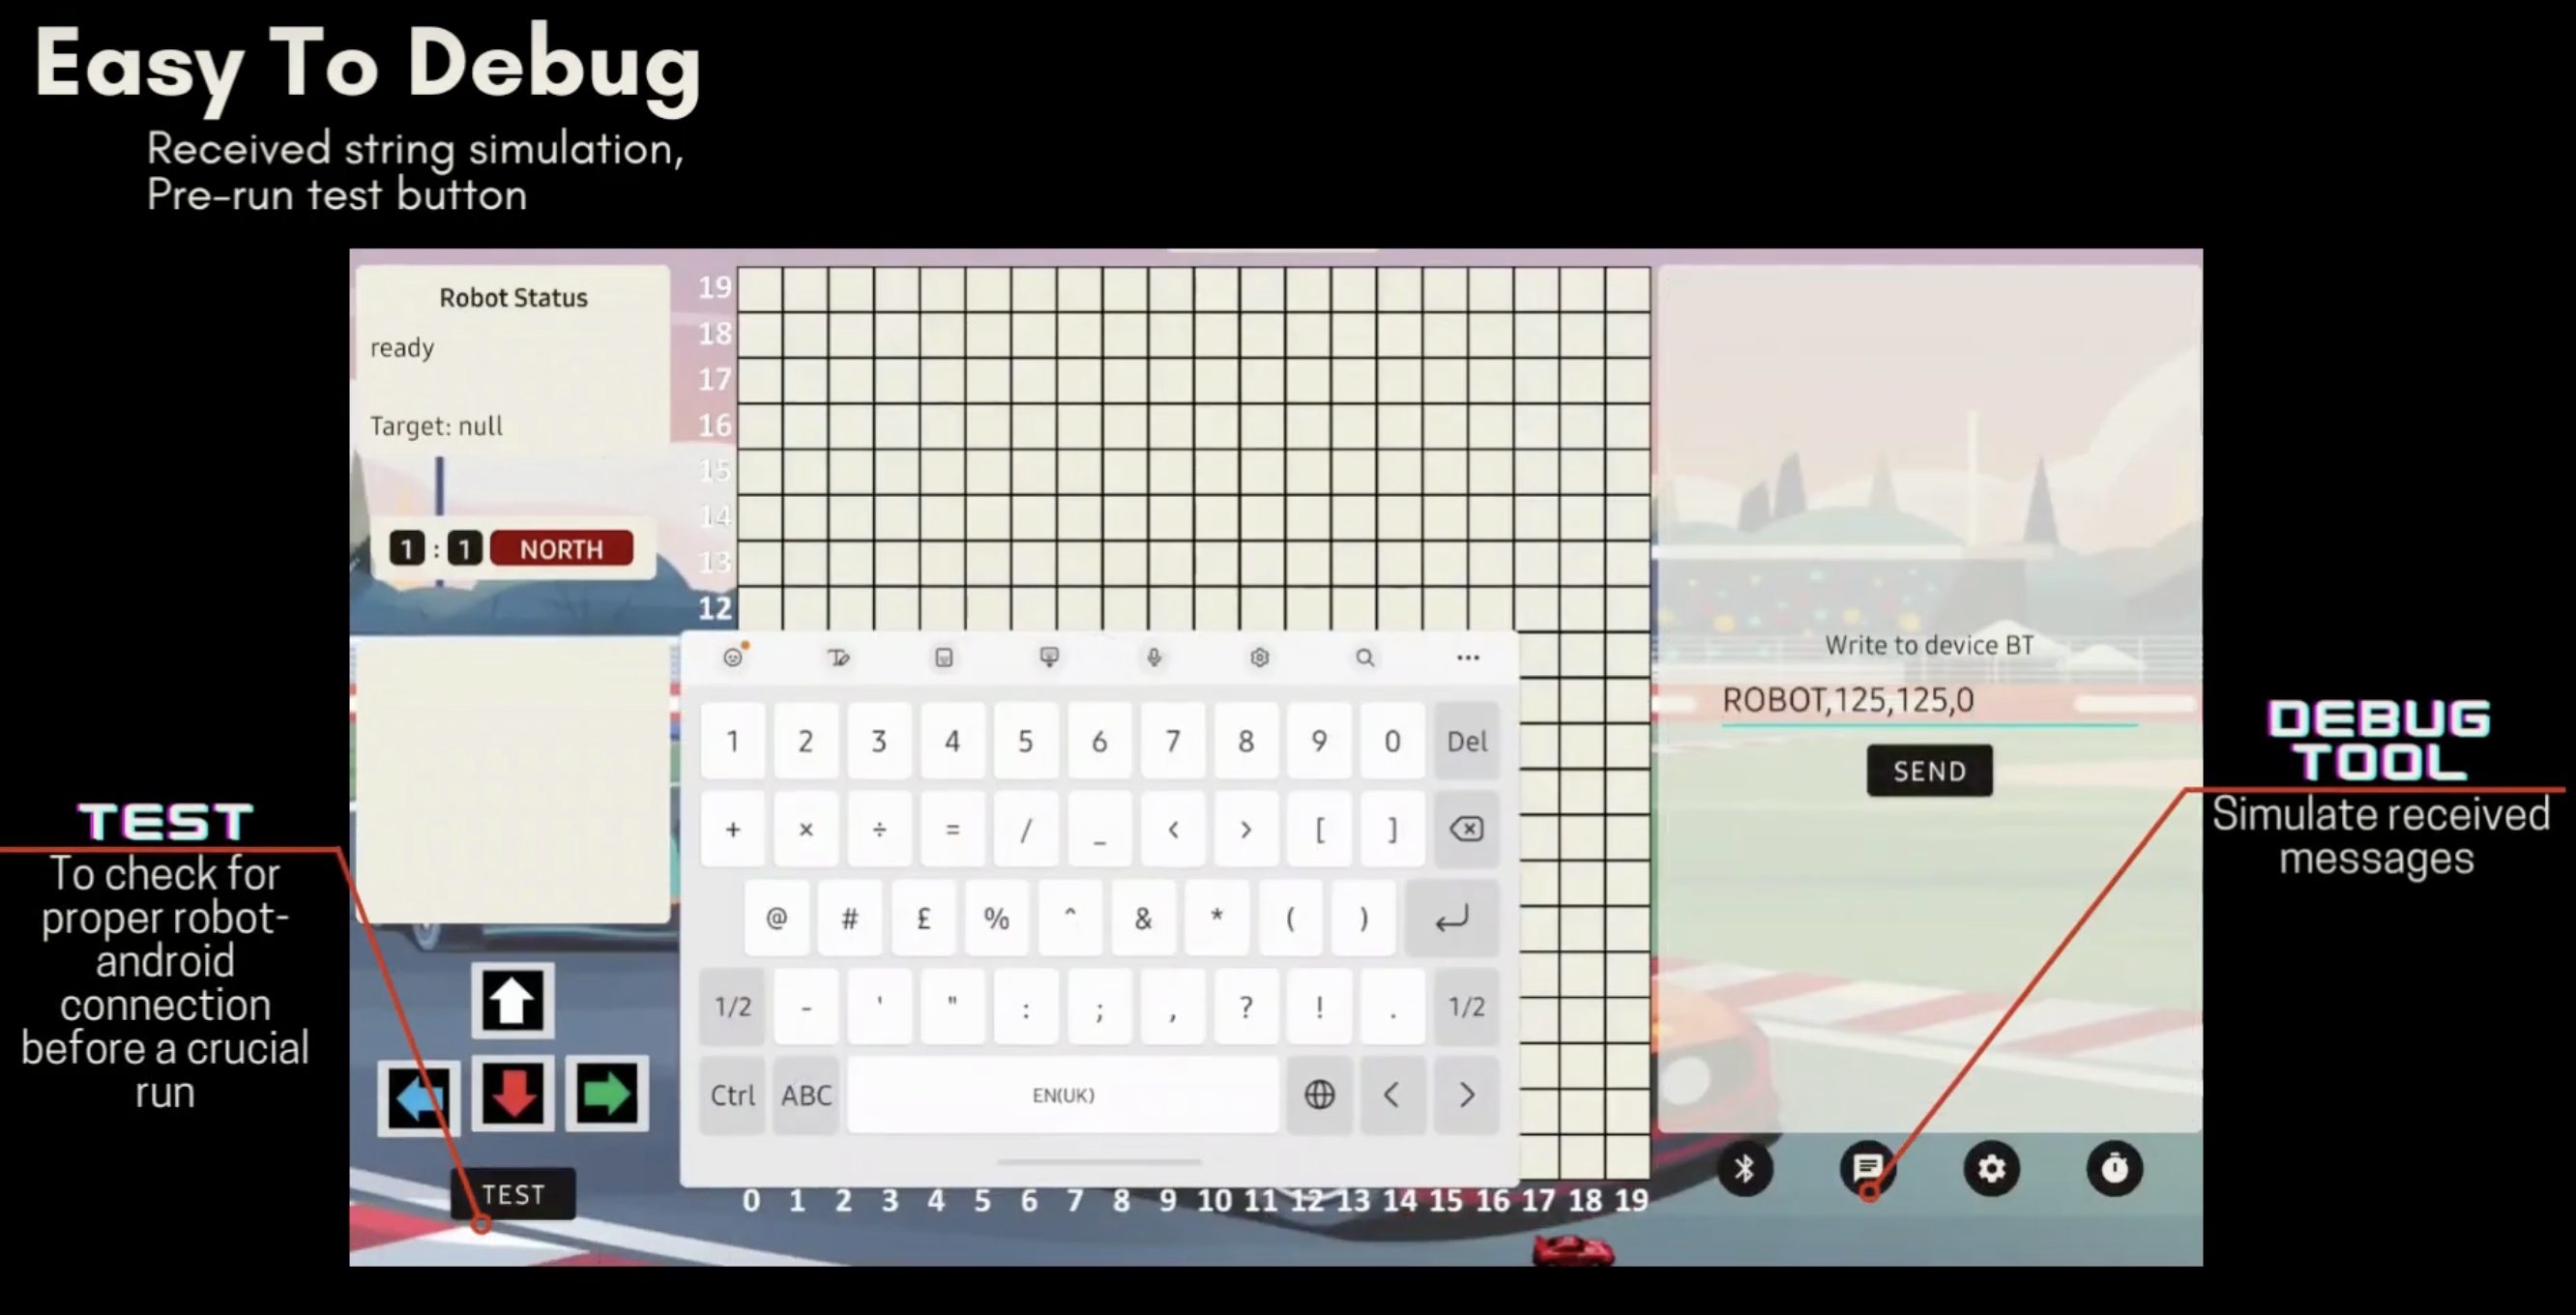 Easy To Debug
Received string simulation,
Pre-run test button
Robot Status
ready
Target: null
1 : 1 NORTH
19
18
17
16
15
14
13
12
1 2 3 4 5 6 7 8 9 0 Del
+ × ÷ = / _ < > [ ]
@ # £ % ^ & * ( )
1/2 - ' " : ; , ? ! . 1/2
Ctrl ABC EN(UK) < >
0 1 2 3 4 5 6 7 8 9 10 11 12 13 14 15 16 17 18 19
Write to device BT
ROBOT,125,125,0
SEND
TEST
TEST
To check for
proper robot-
android
connection
before a crucial
run
DEBUG
TOOL
Simulate received
messages